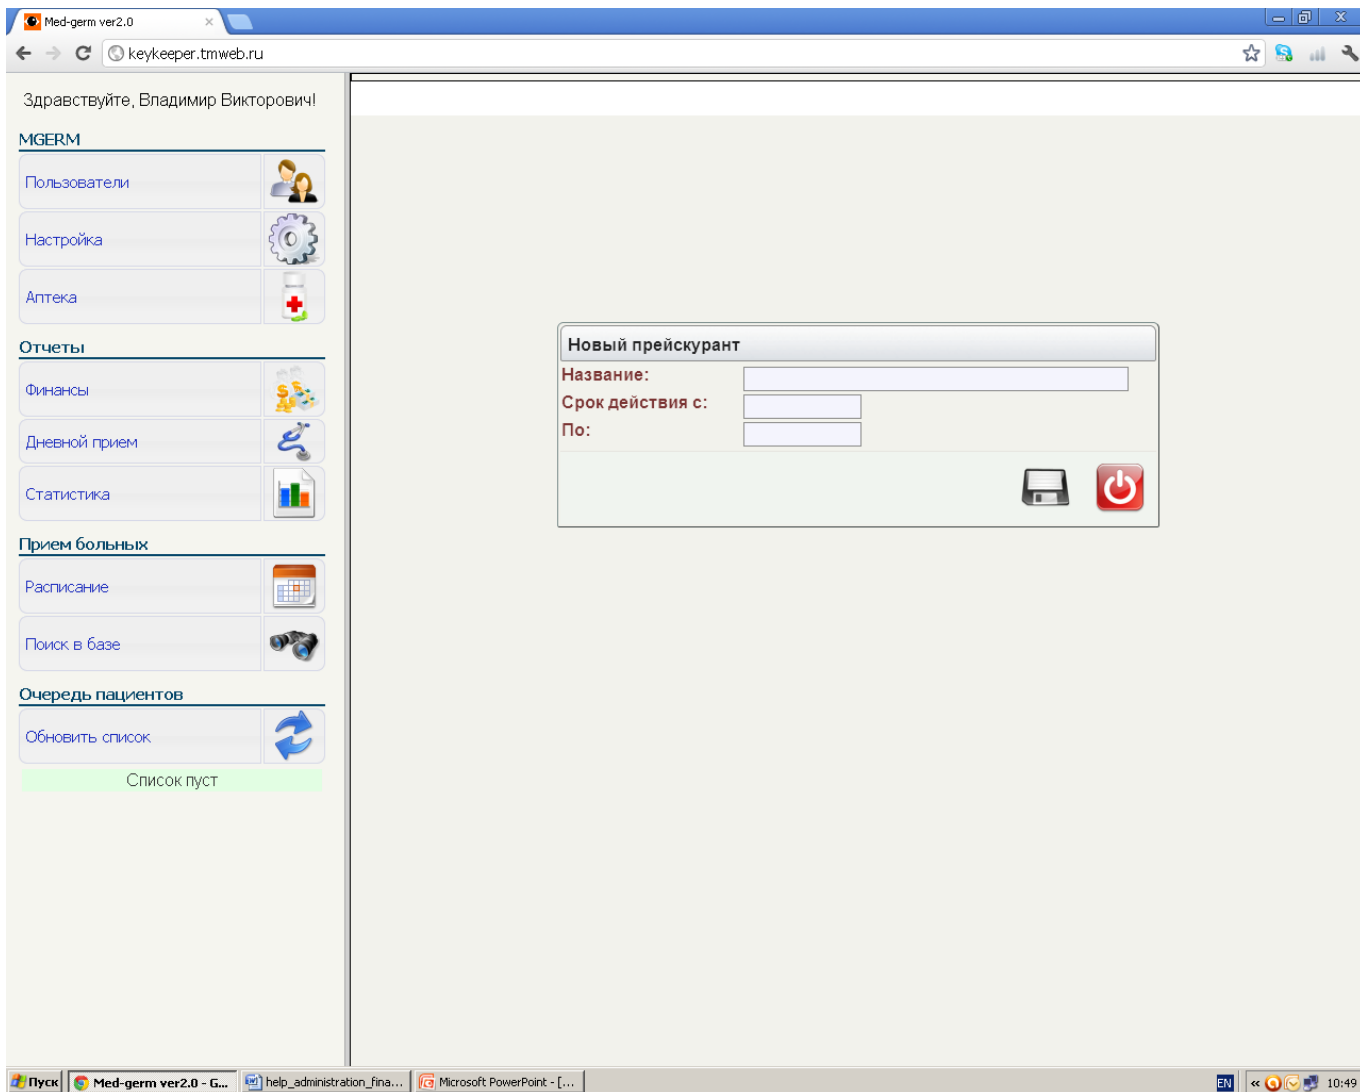 Med-germ ver2.0
keykeeper.tmweb.ru
Здравствуйте, Владимир Викторович!
MGERM
Пользователи
Настройка
Аптека
Отчеты
Финансы
Дневной прием
Статистика
Прием больных
Расписание
Поиск в базе
Очередь пациентов
Обновить список
Список пуст
Новый прейскурант
Название:
Срок действия с:
По:
Пуск
Med-germ ver2.0 - G...
help_administration_fina...
Microsoft PowerPoint - [...
EN
«
10:49